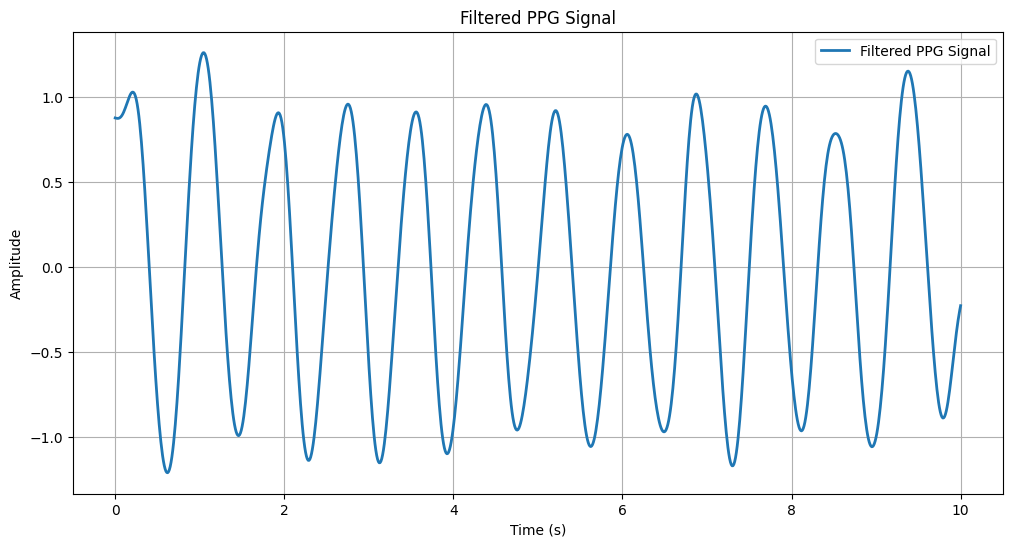 Filtered PPG Signal
Filtered PPG Signal
1.0
0.5
0.0
−0.5
−1.0
Amplitude
0 2 4 6 8 10
Time (s)